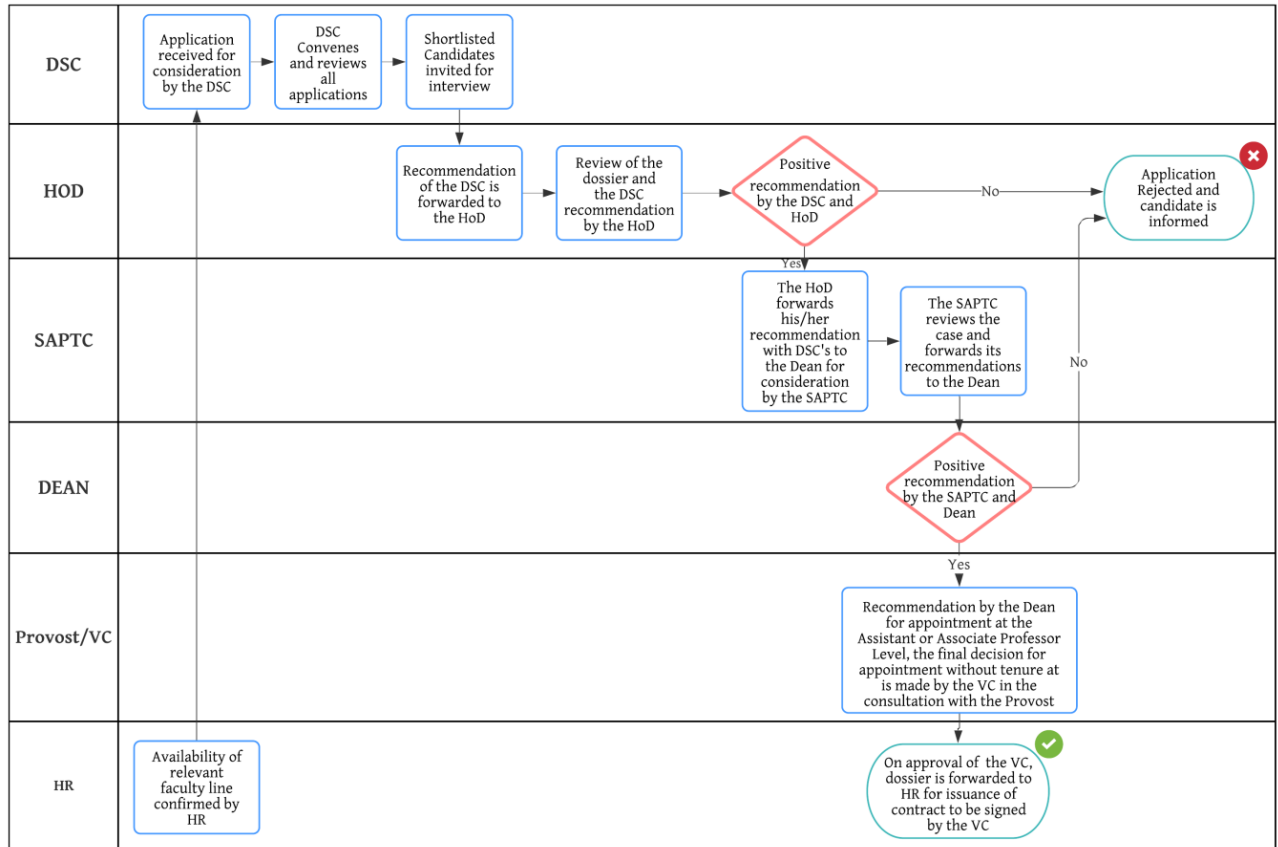 DSC
Application
received for
consideration
by the DSC
DSC
Convenes
and reviews
all
applications
Shortlisted
Candidates
invited for
interview
HOD
Recommendation
of the DSC is
forwarded to
the HoD
Review of the
dossier and
the DSC
recommendation
by the HoD
Positive
recommendation
by the DSC and
HoD
No
Application
Rejected and
candidate is
informed
Yes
SAPTC
The HoD
forwards
his/her
recommendation
with DSC's to
the Dean for
consideration
by the SAPTC
The SAPTC
reviews the
case and
forwards its
recommendations
to the Dean
No
DEAN
Positive
recommendation
by the SAPTC and
Dean
Yes
Provost/VC
Recommendation by the Dean
for appointment at the
Assistant or Associate Professor
Level, the final decision for
appointment without tenure at
is made by the VC in the
consultation with the Provost
HR
Availability of
relevant
faculty line
confirmed by
HR
On approval of the VC,
dossier is forwarded to
HR for issuance of
contract to be signed
by the VC